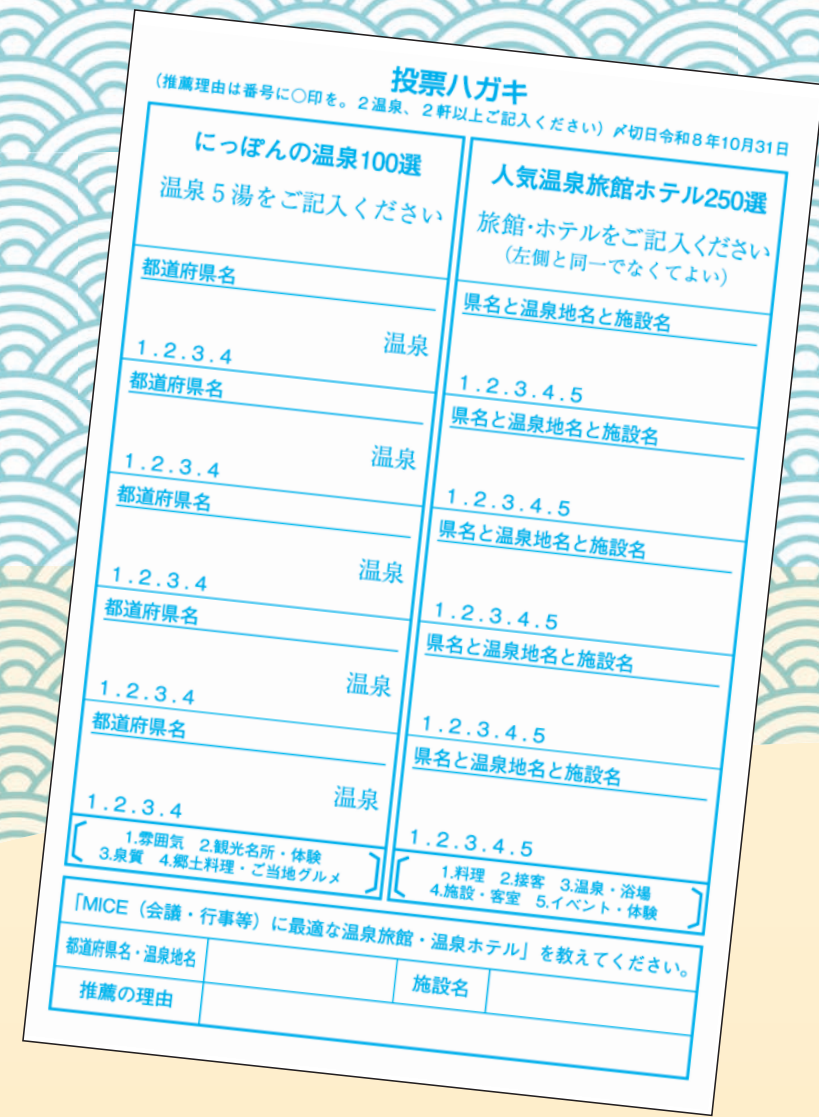 投票ハガキ
（推薦理由は番号に○印を。２温泉、２軒以上ご記入ください）〆切日令和８年10月31日
にっぽんの温泉100選
温泉５湯をご記入ください
都道府県名
温泉
1.2.3.4
都道府県名
温泉
1.2.3.4
都道府県名
温泉
1.2.3.4
都道府県名
温泉
1.2.3.4
都道府県名
温泉
1.2.3.4
1.雰囲気　2.観光名所・体験
3.泉質　4.郷土料理・ご当地グルメ
人気温泉旅館ホテル250選
旅館・ホテルをご記入ください
（左側と同一でなくてよい）
県名と温泉地名と施設名
1.2.3.4.5
県名と温泉地名と施設名
1.2.3.4.5
県名と温泉地名と施設名
1.2.3.4.5
県名と温泉地名と施設名
1.2.3.4.5
県名と温泉地名と施設名
1.2.3.4.5
1.料理　2.接客　3.温泉・浴場
4.施設・客室　5.イベント・体験
「MICE（会議・行事等）に最適な温泉旅館・温泉ホテル」を教えてください。
都道府県名・温泉地名
施設名
推薦の理由